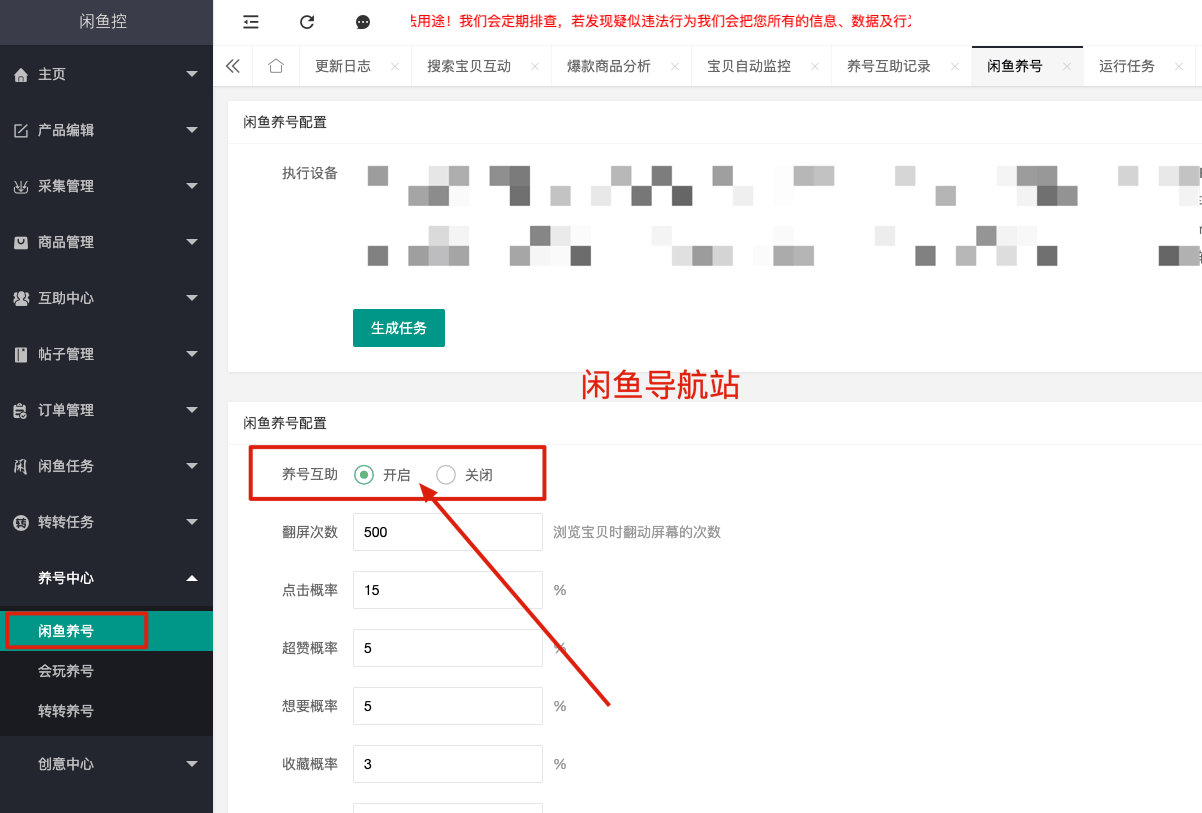 闲鱼控
法用途！我们会定期排查，若发现疑似违法行为我们会把您所有的信息、数据及行为
更新日志
搜索宝贝互动
爆款商品分析
宝贝自动监控
养号互助记录
闲鱼养号
运行任务
主页
产品编辑
采集管理
商品管理
互助中心
帖子管理
订单管理
闲鱼任务
转转任务
养号中心
闲鱼养号
会玩养号
转转养号
创意中心
闲鱼养号配置
执行设备
生成任务
闲鱼导航站
闲鱼养号配置
养号互助 开启 关闭
翻屏次数 500 浏览宝贝时翻动屏幕的次数
点击概率 15 %
超赞概率 5 %
想要概率 5 %
收藏概率 3 %